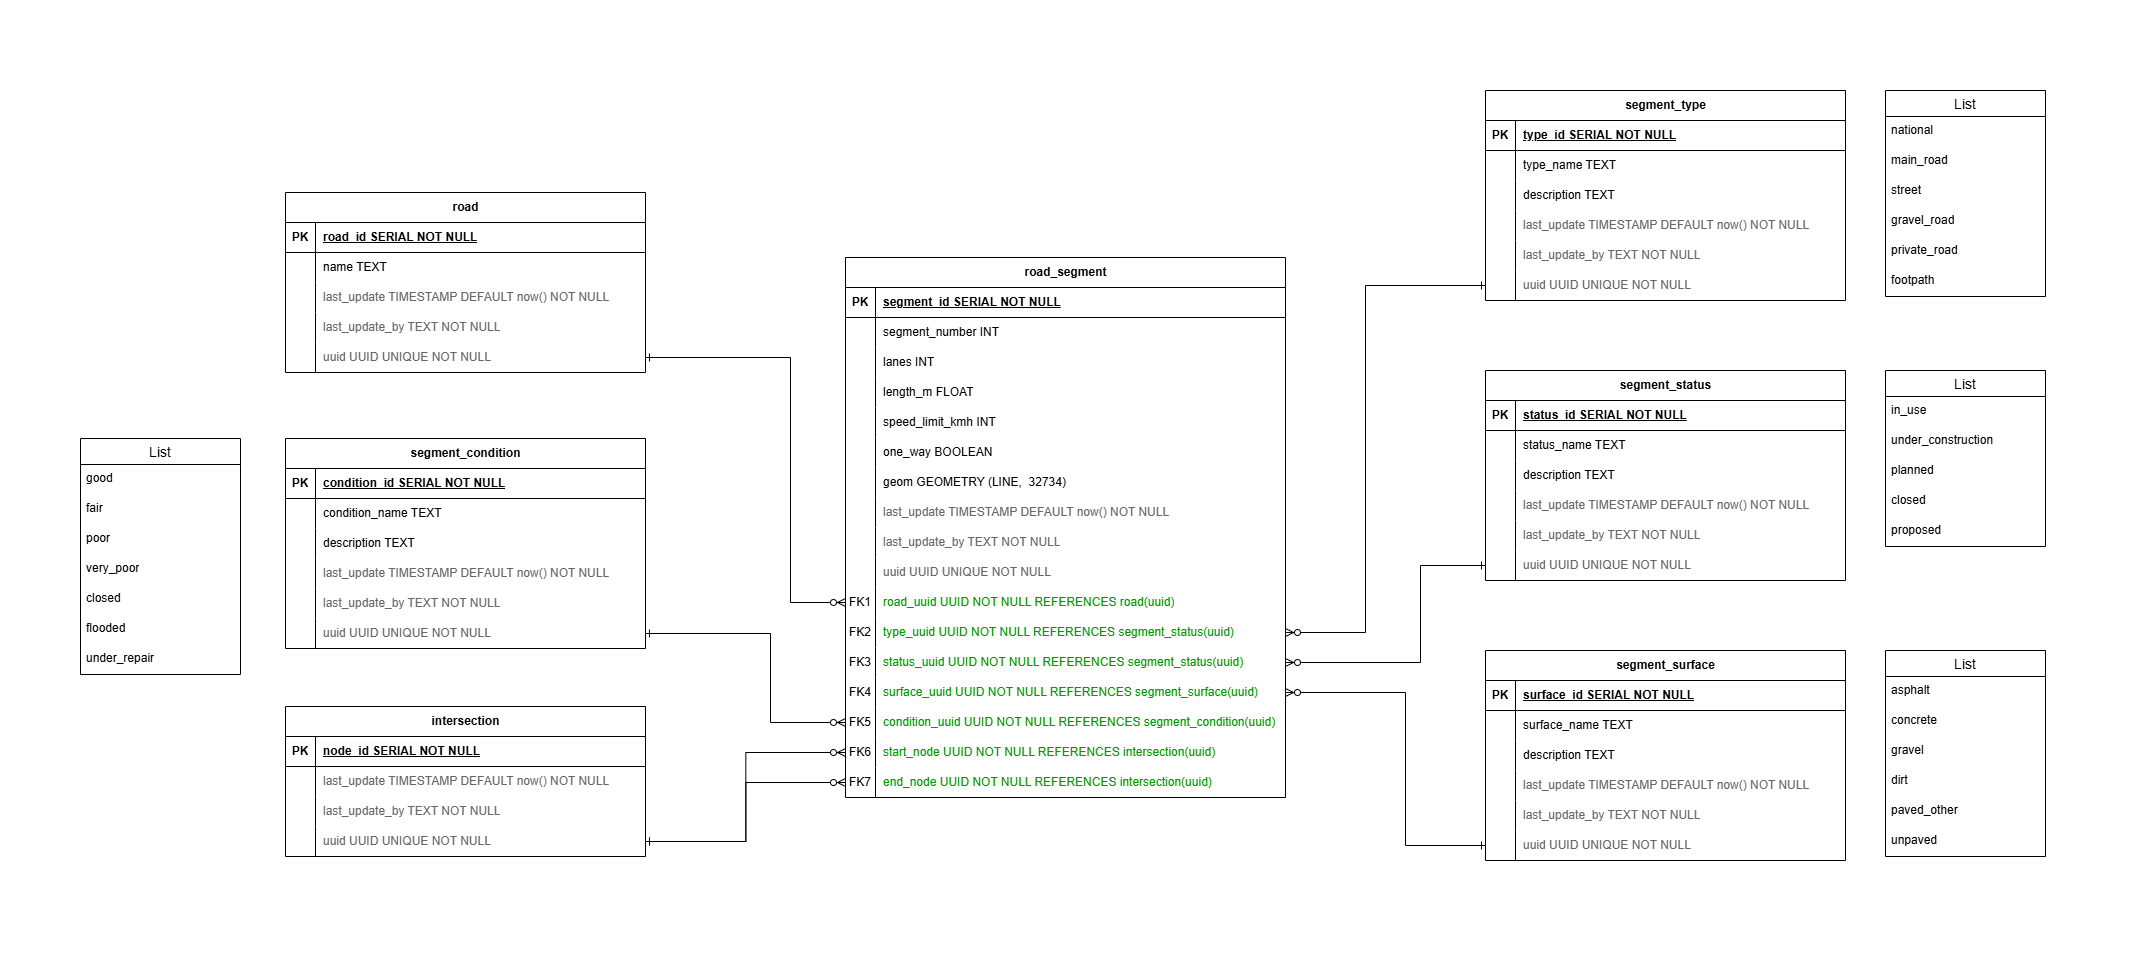 road
PK road_id SERIAL NOT NULL
name TEXT
last_update TIMESTAMP DEFAULT now() NOT NULL
last_update_by TEXT NOT NULL
uuid UUID UNIQUE NOT NULL
List
good
fair
poor
very_poor
closed
flooded
under_repair
segment_condition
PK condition_id SERIAL NOT NULL
condition_name TEXT
description TEXT
last_update TIMESTAMP DEFAULT now() NOT NULL
last_update_by TEXT NOT NULL
uuid UUID UNIQUE NOT NULL
intersection
PK node_id SERIAL NOT NULL
last_update TIMESTAMP DEFAULT now() NOT NULL
last_update_by TEXT NOT NULL
uuid UUID UNIQUE NOT NULL
road_segment
PK segment_id SERIAL NOT NULL
segment_number INT
lanes INT
length_m FLOAT
speed_limit_kmh INT
one_way BOOLEAN
geom GEOMETRY (LINE, 32734)
last_update TIMESTAMP DEFAULT now() NOT NULL
last_update_by TEXT NOT NULL
uuid UUID UNIQUE NOT NULL
FK1 road_uuid UUID NOT NULL REFERENCES road(uuid)
FK2 type_uuid UUID NOT NULL REFERENCES segment_status(uuid)
FK3 status_uuid UUID NOT NULL REFERENCES segment_status(uuid)
FK4 surface_uuid UUID NOT NULL REFERENCES segment_surface(uuid)
FK5 condition_uuid UUID NOT NULL REFERENCES segment_condition(uuid)
FK6 start_node UUID NOT NULL REFERENCES intersection(uuid)
FK7 end_node UUID NOT NULL REFERENCES intersection(uuid)
segment_type
PK type_id SERIAL NOT NULL
type_name TEXT
description TEXT
last_update TIMESTAMP DEFAULT now() NOT NULL
last_update_by TEXT NOT NULL
uuid UUID UNIQUE NOT NULL
List
national
main_road
street
gravel_road
private_road
footpath
segment_status
PK status_id SERIAL NOT NULL
status_name TEXT
description TEXT
last_update TIMESTAMP DEFAULT now() NOT NULL
last_update_by TEXT NOT NULL
uuid UUID UNIQUE NOT NULL
List
in_use
under_construction
planned
closed
proposed
segment_surface
PK surface_id SERIAL NOT NULL
surface_name TEXT
description TEXT
last_update TIMESTAMP DEFAULT now() NOT NULL
last_update_by TEXT NOT NULL
uuid UUID UNIQUE NOT NULL
List
asphalt
concrete
gravel
dirt
paved_other
unpaved